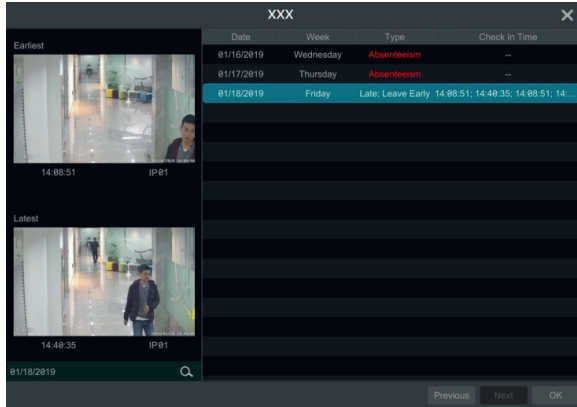 XXX
Earliest
14:08:51 IP01
Latest
14:40:35 IP01
01/18/2019
Date Week Type Check In Time
01/16/2019 Wednesday Absenteeism --
01/17/2019 Thursday Absenteeism --
01/18/2019 Friday Late; Leave Early 14:08:51; 14:40:35; 14:08:51; 14:...
Previous Next OK